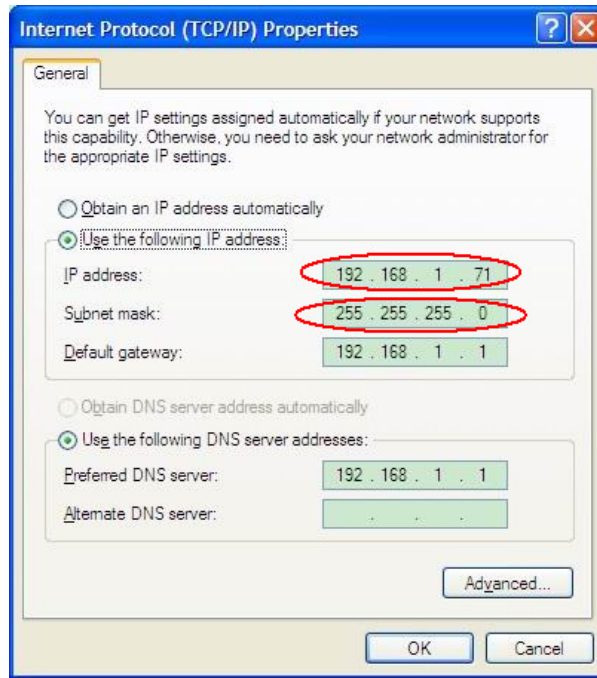 Internet Protocol (TCP/IP) Properties
General
You can get IP settings assigned automatically if your network supports
this capability. Otherwise, you need to ask your network administrator for
the appropriate IP settings.
Obtain an IP address automatically
Use the following IP address:
IP address: 192 . 168 . 1 . 71
Subnet mask: 255 . 255 . 255 . 0
Default gateway: 192 . 168 . 1 . 1
Obtain DNS server address automatically
Use the following DNS server addresses:
Preferred DNS server: 192 . 168 . 1 . 1
Alternate DNS server: . . .
Advanced...
OK Cancel